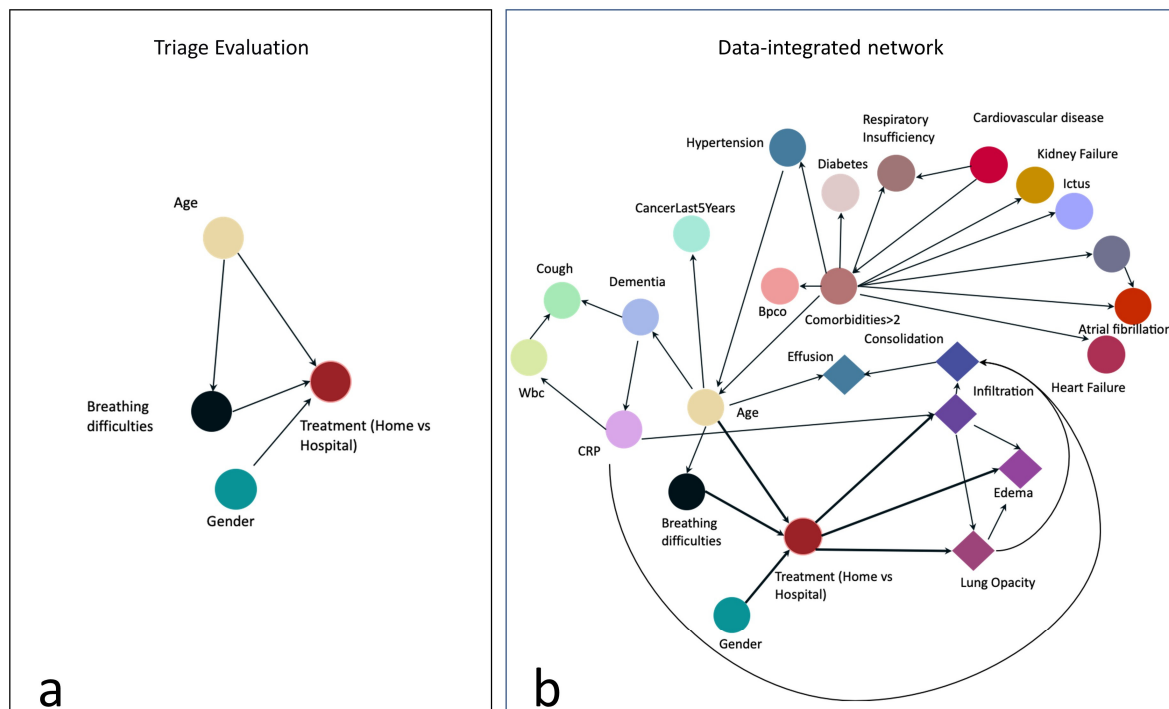 Triage Evaluation
Age
Breathing
difficulties
Treatment (Home vs
Hospital)
Gender
a
Data-integrated network
Respiratory
Insufficiency
Cardiovascular disease
Hypertension
Diabetes
Kidney Failure
Ictus
CancerLast5Years
Cough
Dementia
Bpco
Comorbidities>2
Atrial fibrillation
Consolidation
Effusion
Heart Failure
Wbc
Infiltration
Age
CRP
Edema
Breathing
difficulties
Treatment (Home vs
Hospital)
Lung Opacity
Gender
b